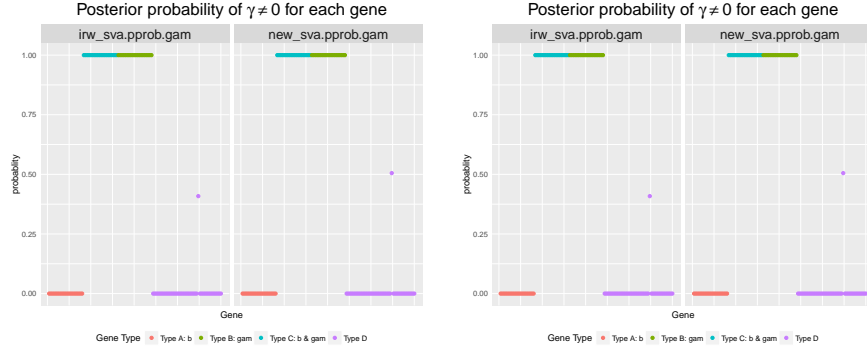 Posterior probability of γ≠0 for each gene
irw_sva.pprob.gam new_sva.pprob.gam
1.00
0.75
probablity
0.50
0.25
0.00
Gene
Gene Type Type A: b Type B: gam Type C: b & gam Type D
Posterior probability of γ≠0 for each gene
irw_sva.pprob.gam new_sva.pprob.gam
1.00
0.75
probability
0.50
0.25
0.00
Gene
Gene Type Type A: b Type B: gam Type C: b & gam Type D